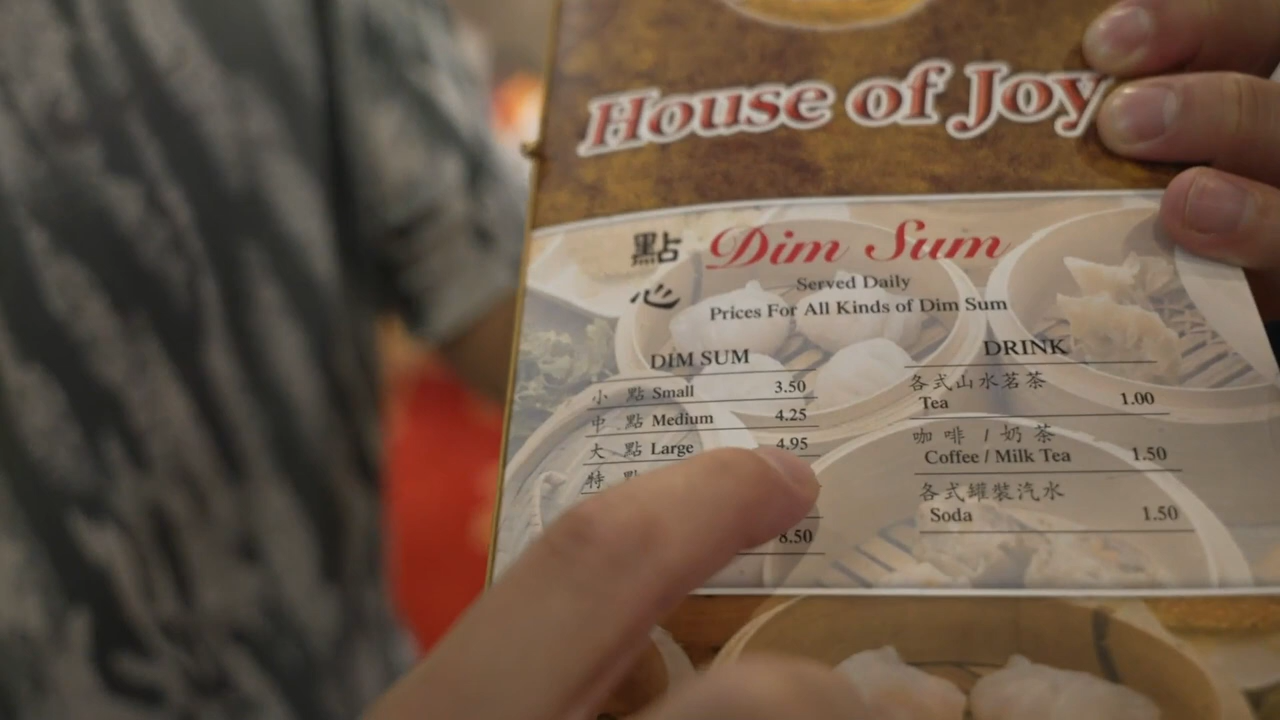 House of Joy
點心 Dim Sum
Served Daily
Prices For All Kinds of Dim Sum
DIM SUM
小 點 Small 3.50
中 點 Medium 4.25
大 點 Large 4.95
特 點
8.50
DRINK
各式山水茗茶
Tea 1.00
咖 啡 / 奶 茶
Coffee / Milk Tea 1.50
各式罐裝汽水
Soda 1.50